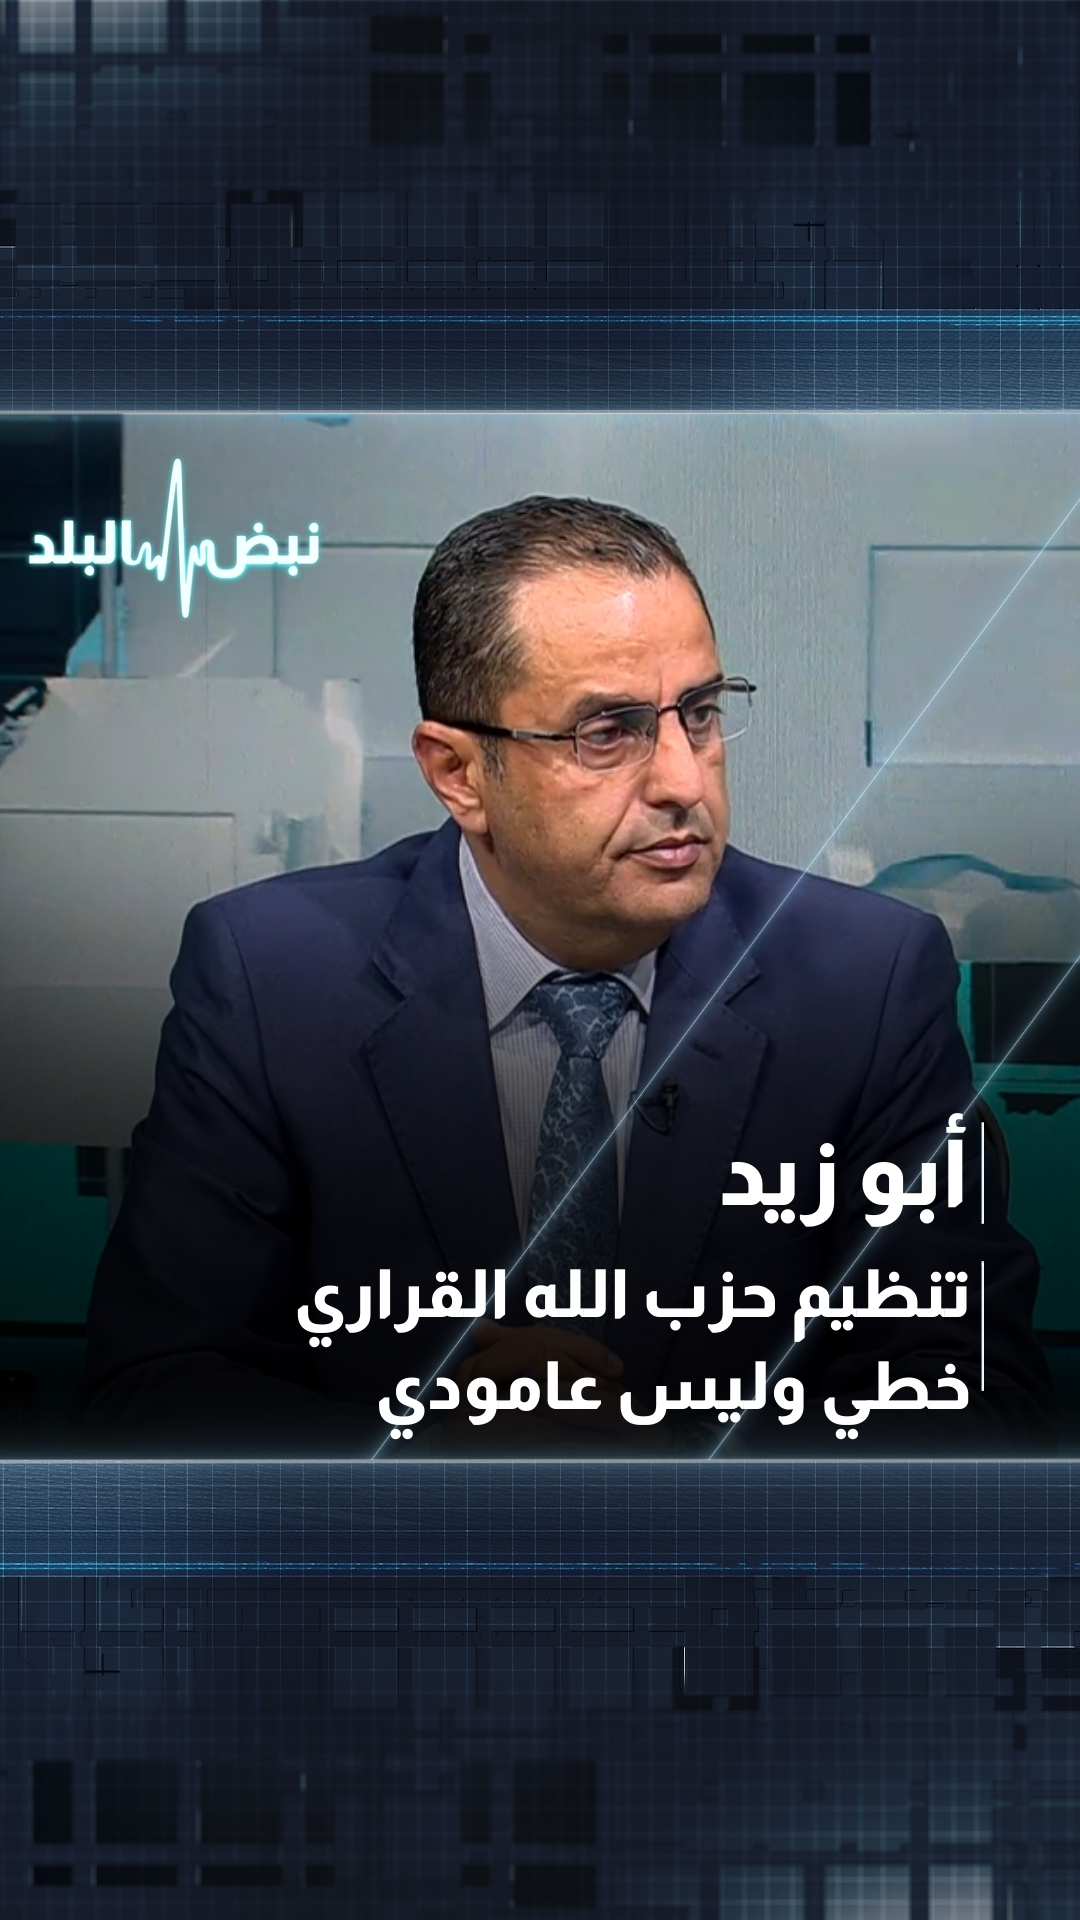 نبض البلد
أبو زيد
تنظيم حزب الله القراري
خطي وليس عامودي